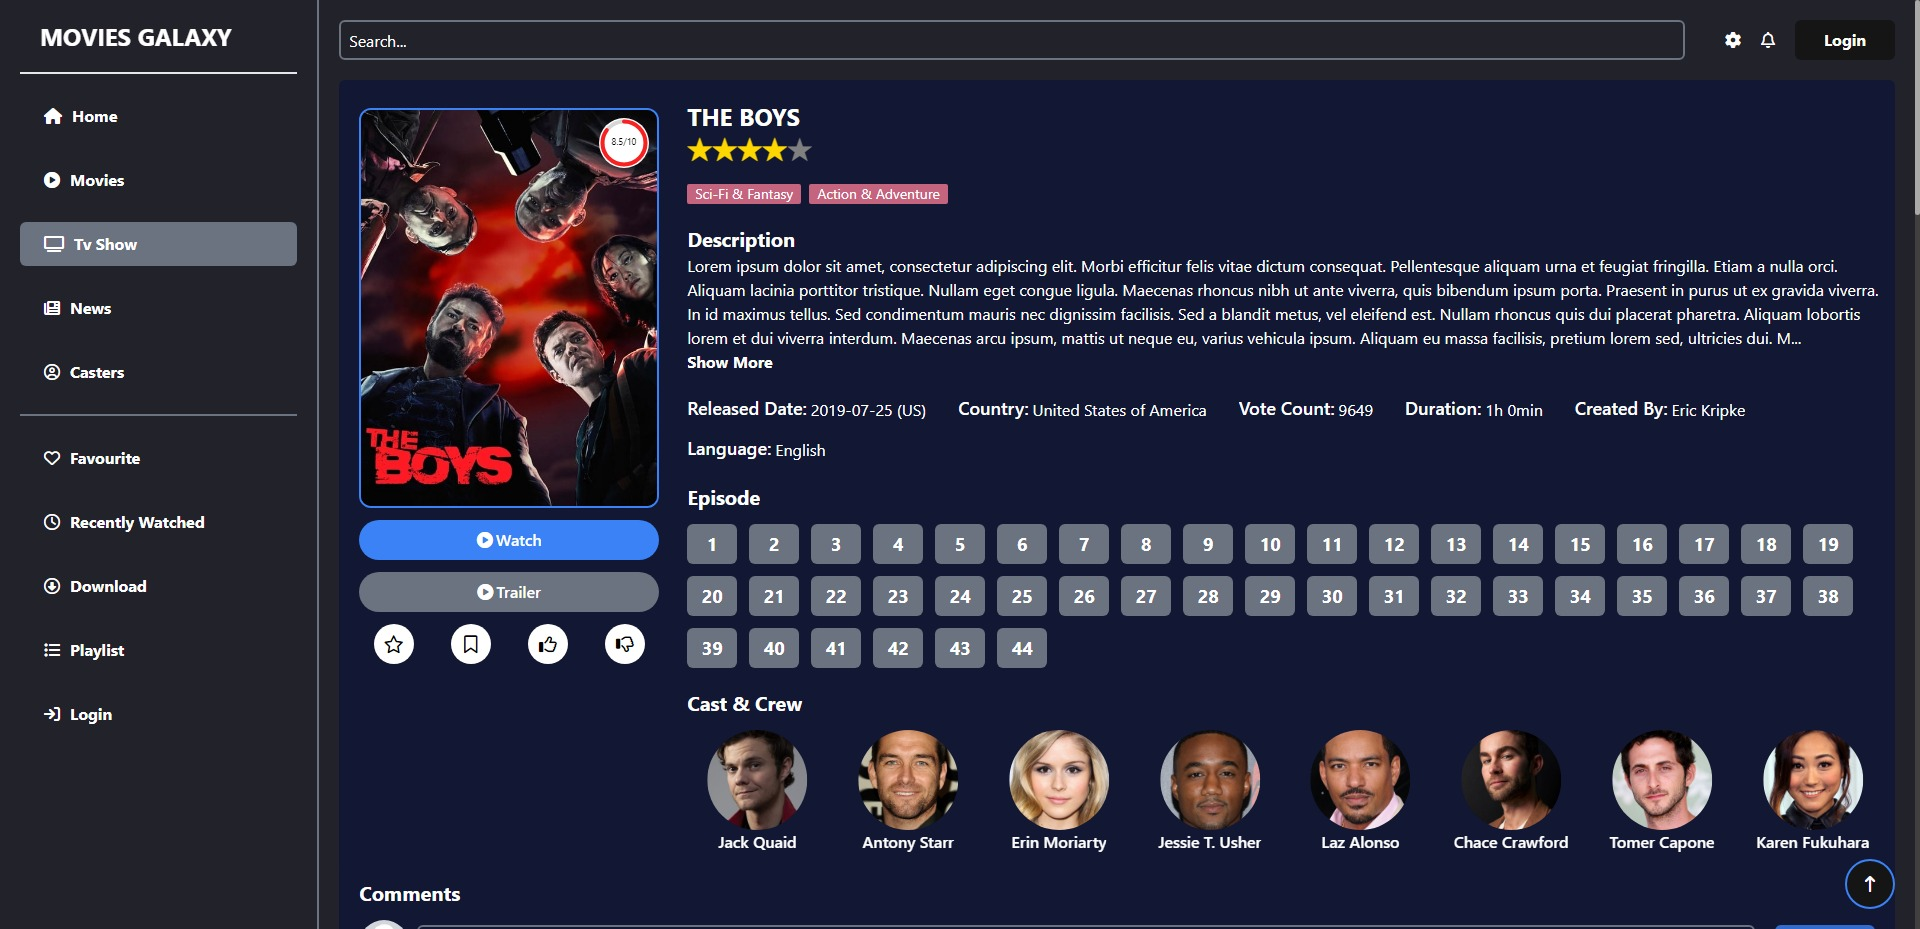 MOVIES GALAXY
Home
Movies
Tv Show
News
Casters
Favourite
Recently Watched
Download
Playlist
Login
Search...
Login
8.5/10
THE
BOYS
Watch
Trailer
THE BOYS
Sci-Fi & Fantasy Action & Adventure
Description
Lorem ipsum dolor sit amet, consectetur adipiscing elit. Morbi efficitur felis vitae dictum consequat. Pellentesque aliquam urna et feugiat fringilla. Etiam a nulla orci.
Aliquam lacinia porttitor tristique. Nullam eget congue ligula. Maecenas rhoncus nibh ut ante viverra, quis bibendum ipsum porta. Praesent in purus ut ex gravida viverra.
In id maximus tellus. Sed condimentum mauris nec dignissim facilisis. Sed a blandit metus, vel eleifend est. Nullam rhoncus quis dui placerat pharetra. Aliquam lobortis
lorem et dui viverra interdum. Maecenas arcu ipsum, mattis ut neque eu, varius vehicula ipsum. Aliquam eu massa facilisis, pretium lorem sed, ultricies dui. M...
Show More
Released Date: 2019-07-25 (US) Country: United States of America Vote Count: 9649 Duration: 1h 0min Created By: Eric Kripke
Language: English
Episode
1 2 3 4 5 6 7 8 9 10 11 12 13 14 15 16 17 18 19
20 21 22 23 24 25 26 27 28 29 30 31 32 33 34 35 36 37 38
39 40 41 42 43 44
Cast & Crew
Jack Quaid Antony Starr Erin Moriarty Jessie T. Usher Laz Alonso Chace Crawford Tomer Capone Karen Fukuhara
Comments